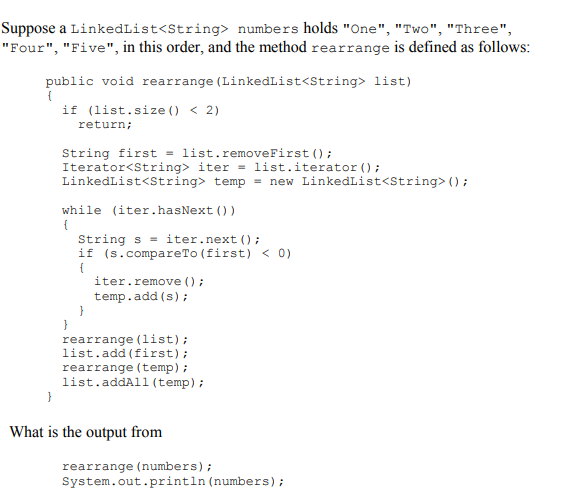 Suppose a LinkedList<String> numbers holds "One", "Two", "Three",
"Four", "Five", in this order, and the method rearrange is defined as follows:
public void rearrange(LinkedList<String> list)
{
if (list.size() < 2)
return;
String first = list.removeFirst();
Iterator<String> iter = list.iterator();
LinkedList<String> temp = new LinkedList<String>();
while (iter.hasNext())
{
String s = iter.next();
if (s.compareTo(first) < 0)
{
iter.remove();
temp.add(s);
}
}
rearrange(list);
list.add(first);
rearrange(temp);
list.addAll(temp);
}
What is the output from
rearrange(numbers);
System.out.println(numbers);